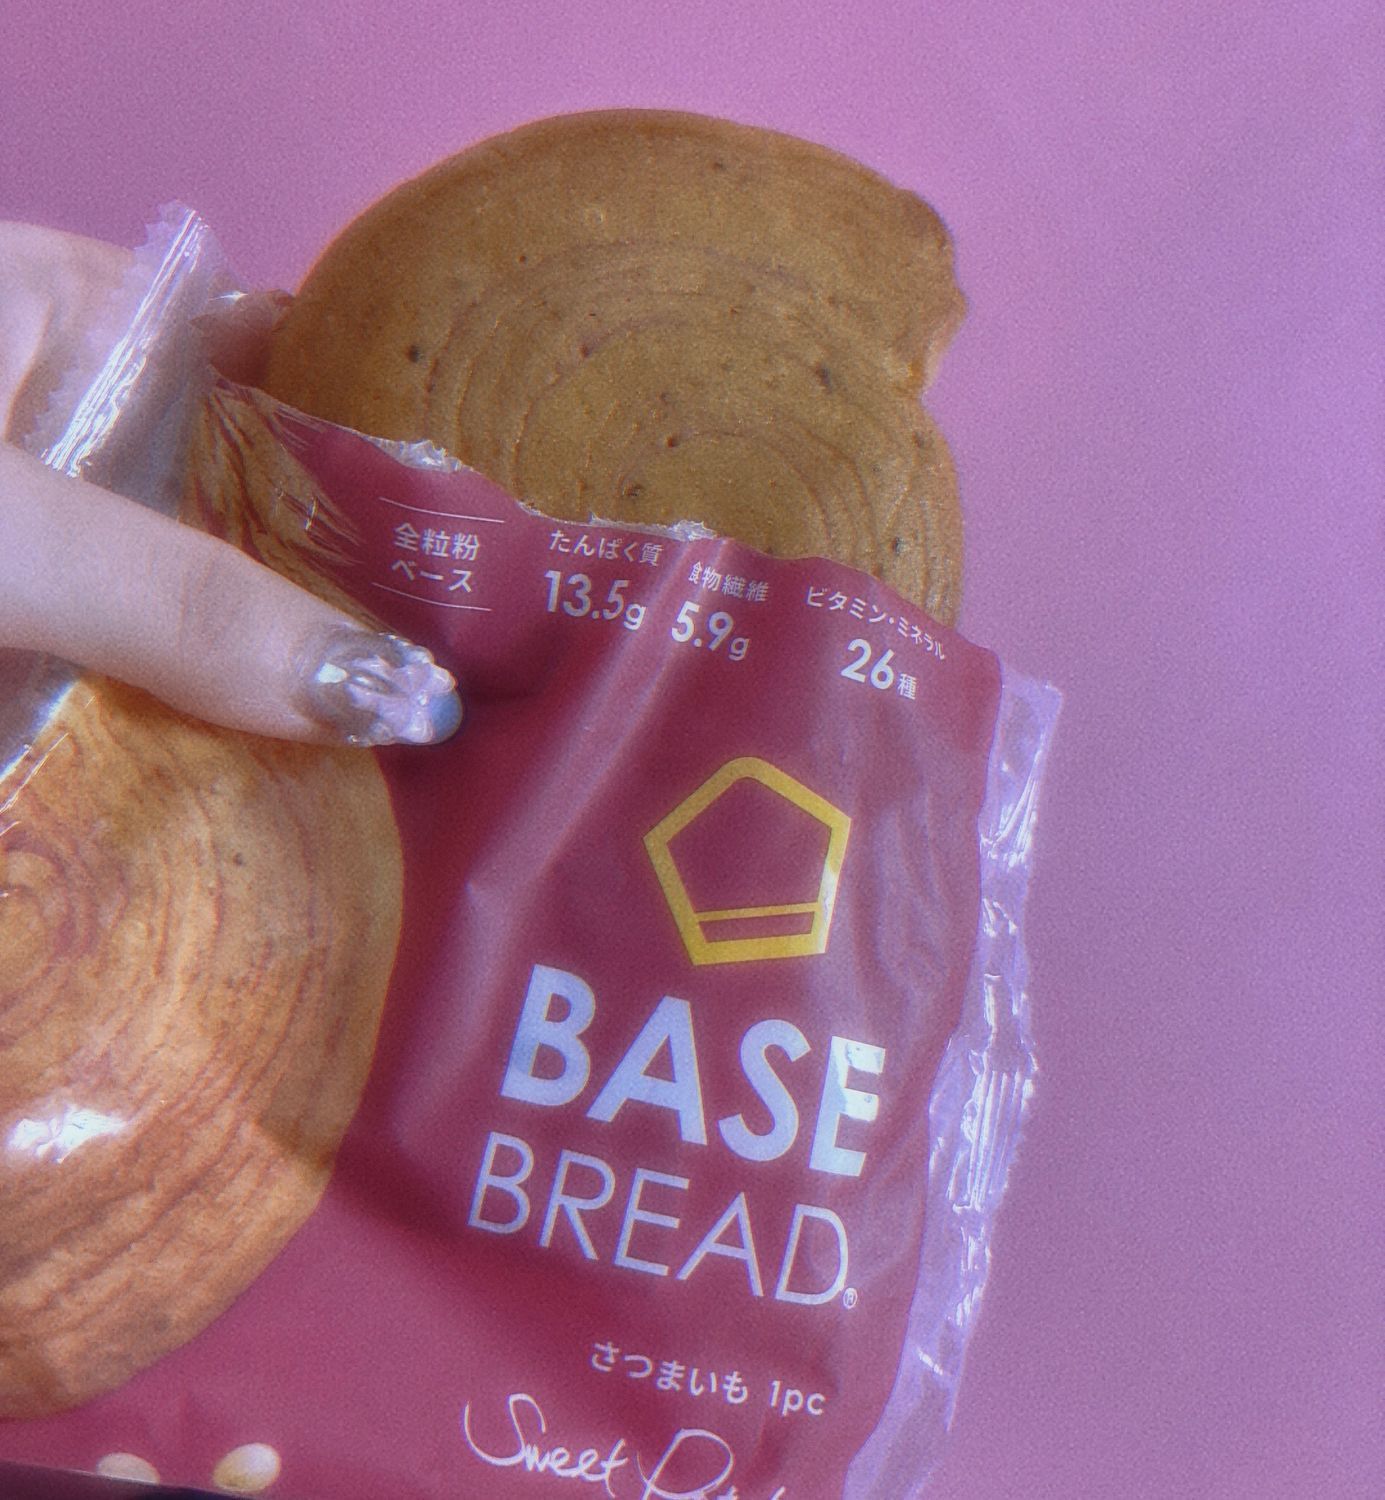 全粒粉
ベース
たんぱく質
13.5g
食物繊維
5.9g
ビタミン・ミネラル
26種
BASE
BREAD®
さつまいも 1pc
Sweet